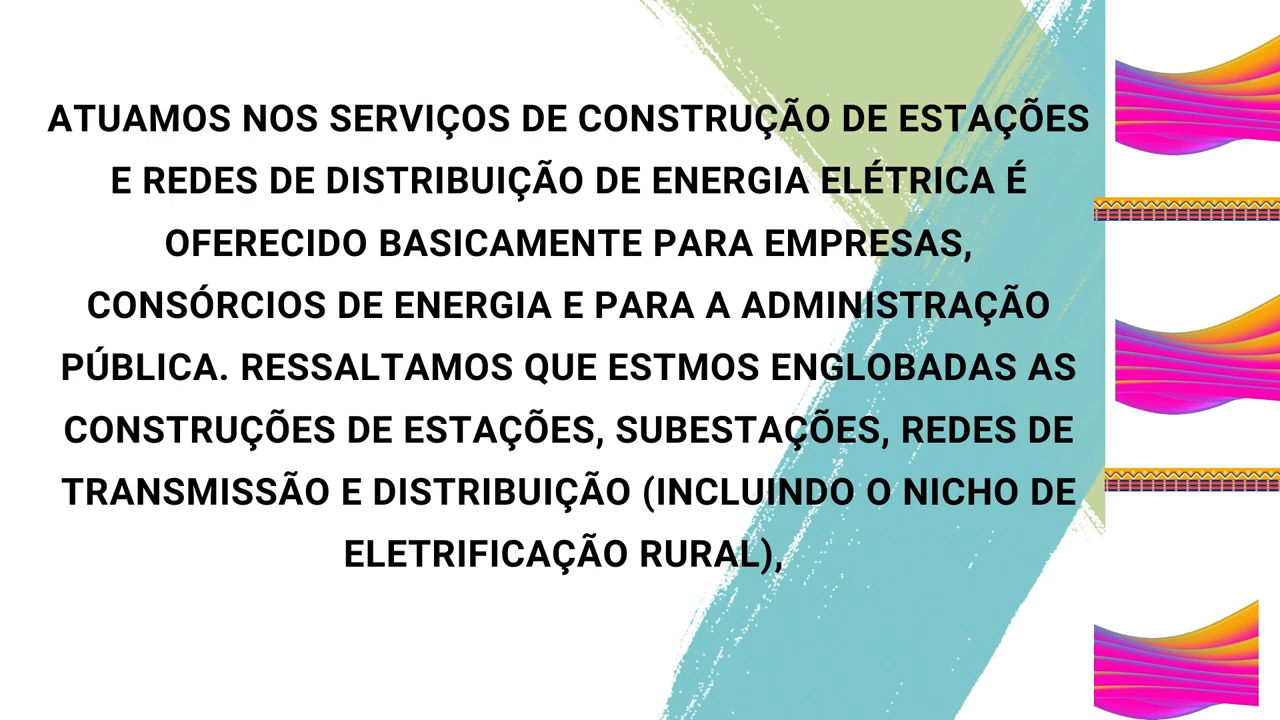 ATUAMOS NOS SERVIÇOS DE CONSTRUÇÃO DE ESTAÇÕES
E REDES DE DISTRIBUIÇÃO DE ENERGIA ELÉTRICA É
OFERECIDO BASICAMENTE PARA EMPRESAS,
CONSÓRCIOS DE ENERGIA E PARA A ADMINISTRAÇÃO
PÚBLICA. RESSALTAMOS QUE ESTMOS ENGLOBADAS AS
CONSTRUÇÕES DE ESTAÇÕES, SUBESTAÇÕES, REDES DE
TRANSMISSÃO E DISTRIBUIÇÃO (INCLUINDO O NICHO DE
ELETRIFICAÇÃO RURAL),